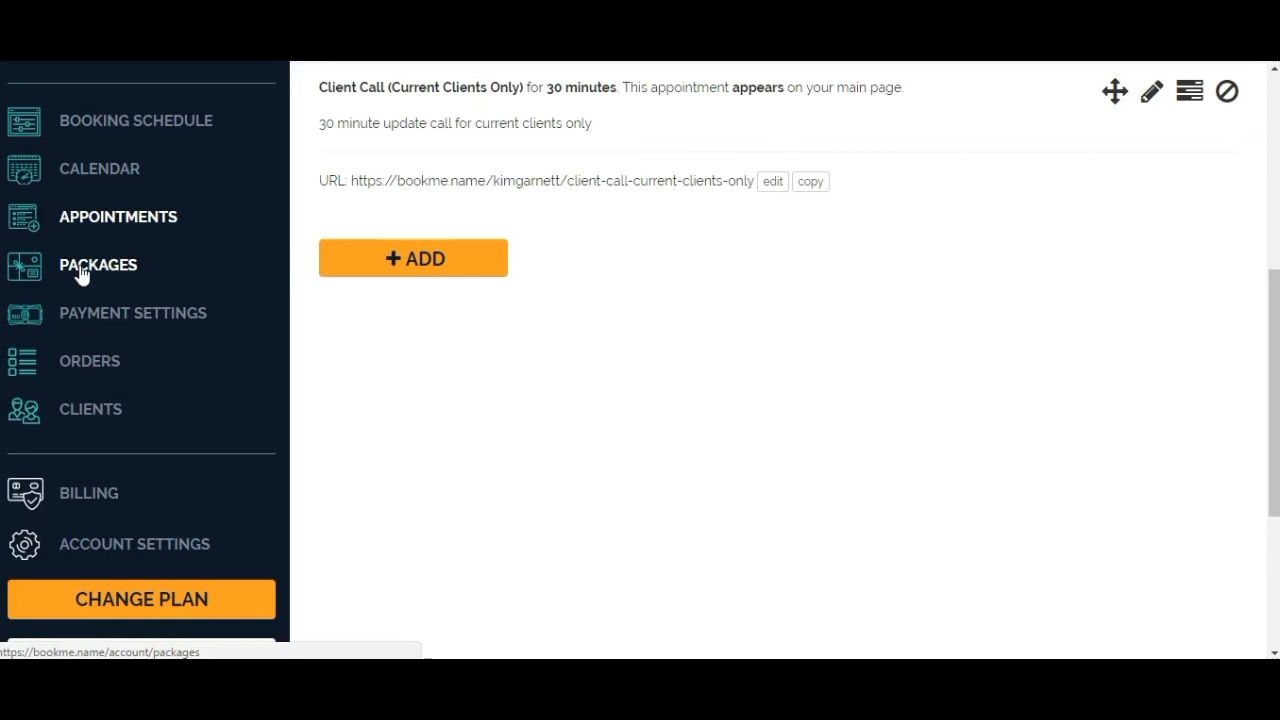 BOOKING SCHEDULE
CALENDAR
APPOINTMENTS
PACKAGES
PAYMENT SETTINGS
ORDERS
CLIENTS
BILLING
ACCOUNT SETTINGS
CHANGE PLAN
https://bookme.name/account/packages
Client Call (Current Clients Only) for 30 minutes. This appointment appears on your main page.
30 minute update call for current clients only
URL: https://bookme.name/kimgarnett/client-call-current-clients-only edit copy
+ ADD